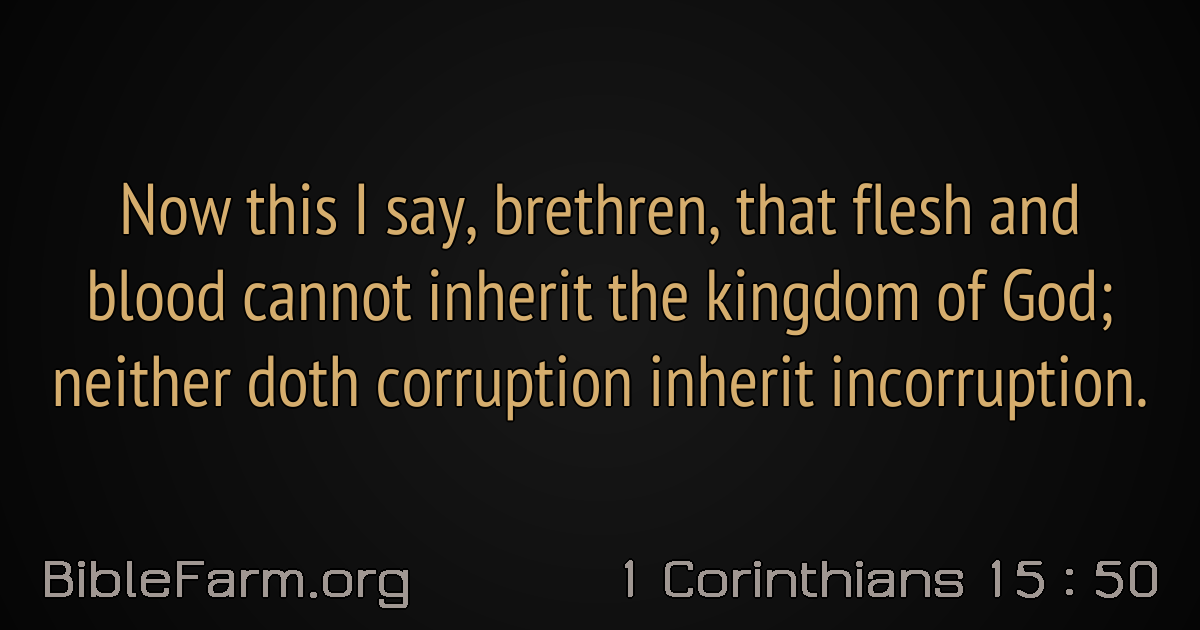 Now this I say, brethren, that flesh and
blood cannot inherit the kingdom of God;
neither doth corruption inherit incorruption.
BibleFarm.org
1 Corinthians 15 : 50